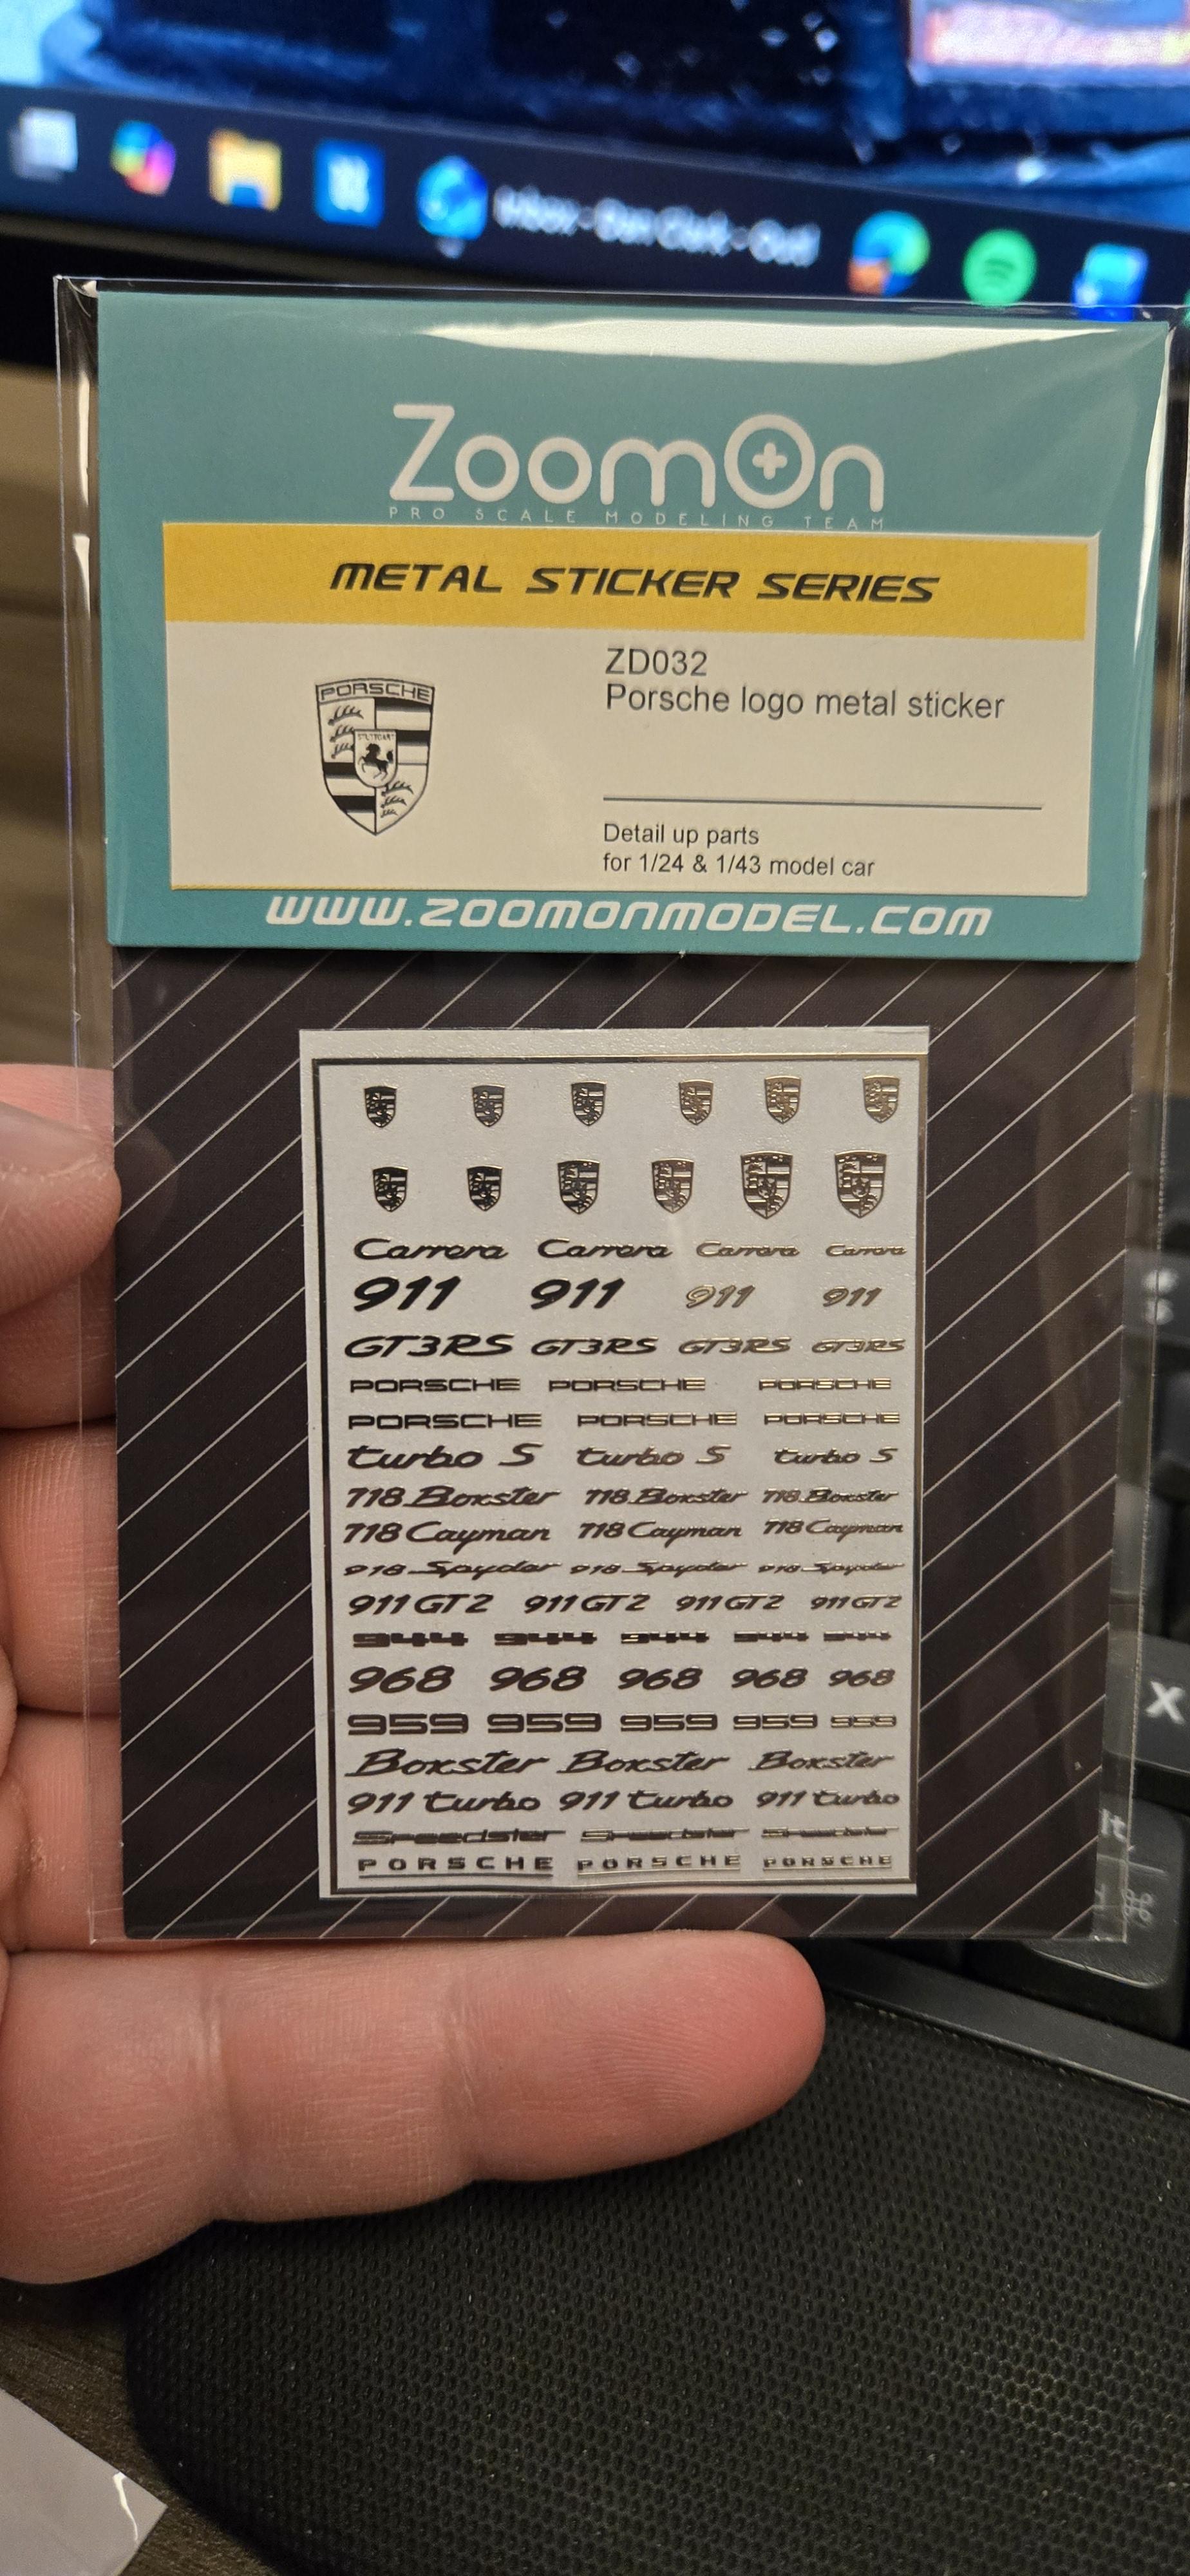 Inbox - Dan Clark - Outl
ZoomOn
PRO SCALE MODELING TEAM
METAL STICKER SERIES
ZD032
Porsche logo metal sticker
PORSCHE
STUTTGART
Detail up parts
for 1/24 & 1/43 model car
WWW.ZOOMONMODEL.COM
Carrera Carrera Carrera Carrera
911 911 911 911
GT3RS GT3RS GT3RS GT3RS
PORSCHE PORSCHE PORSCHE
PORSCHE PORSCHE PORSCHE
turbo S turbo S turbo S
718 Boxster 718 Boxster 718 Boxster
718 Cayman 718 Cayman 718 Cayman
918 Spyder 918 Spyder 918 Spyder
911 GT2 911 GT2 911 GT2 911 GT2
944 944 944 944 944
968 968 968 968 968
959 959 959 959 959
Boxster Boxster Boxster
911 turbo 911 turbo 911 turbo
Speedster Speedster Speedster
PORSCHE PORSCHE PORSCHE
X